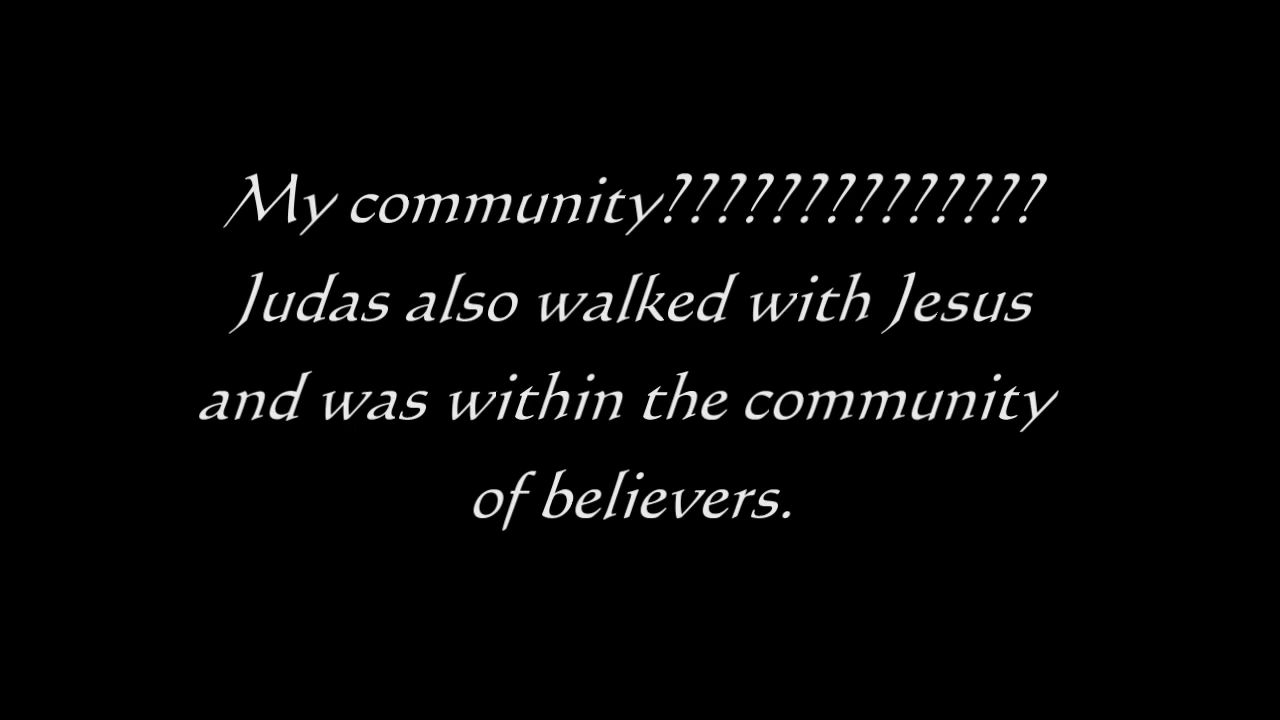 My community??????????????
Judas also walked with Jesus
and was within the community
of believers.